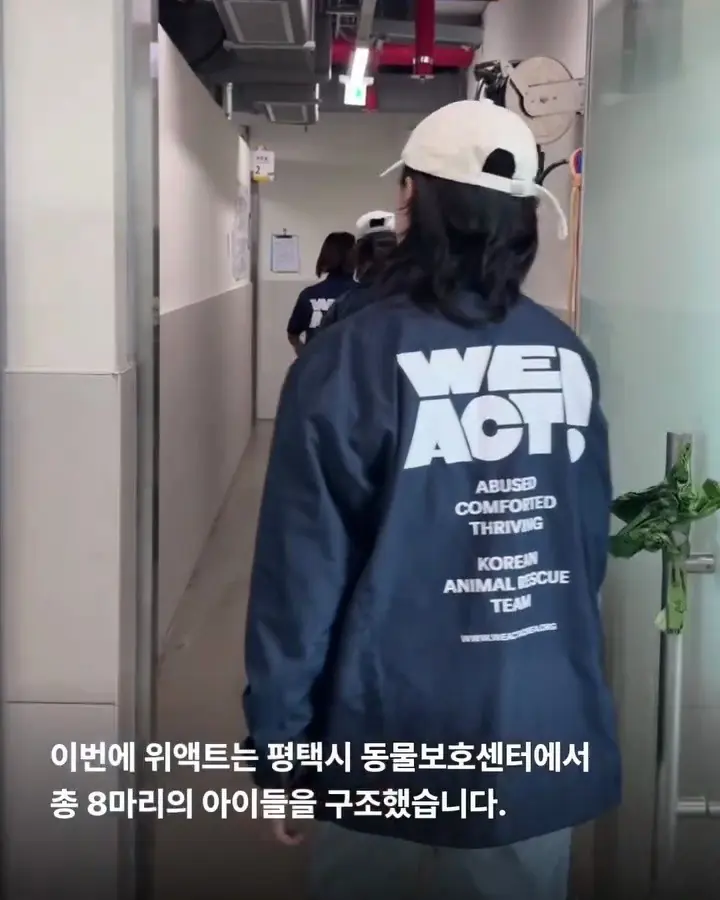 2
WE
WE
ACT!
ABUSED
COMFORTED
THRIVING
KOREAN
ANIMAL RESCUE
TEAM
이번에 위액트는 평택시 동물보호센터에서
총 8마리의 아이들을 구조했습니다.